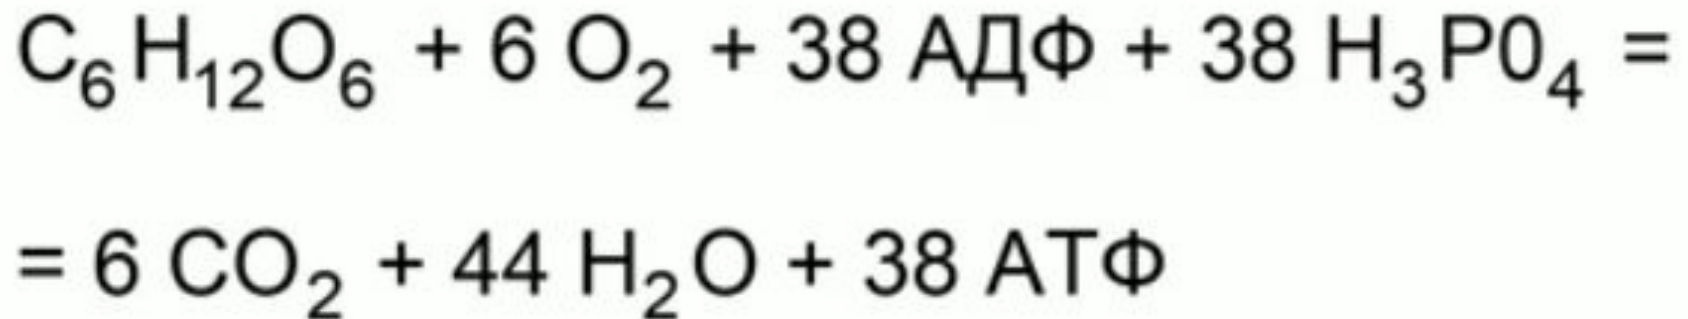 C₆H₁₂O₆ + 6 O₂ + 38 АДФ + 38 H₃P0₄ =
= 6 CO₂ + 44 H₂O + 38 АТФ